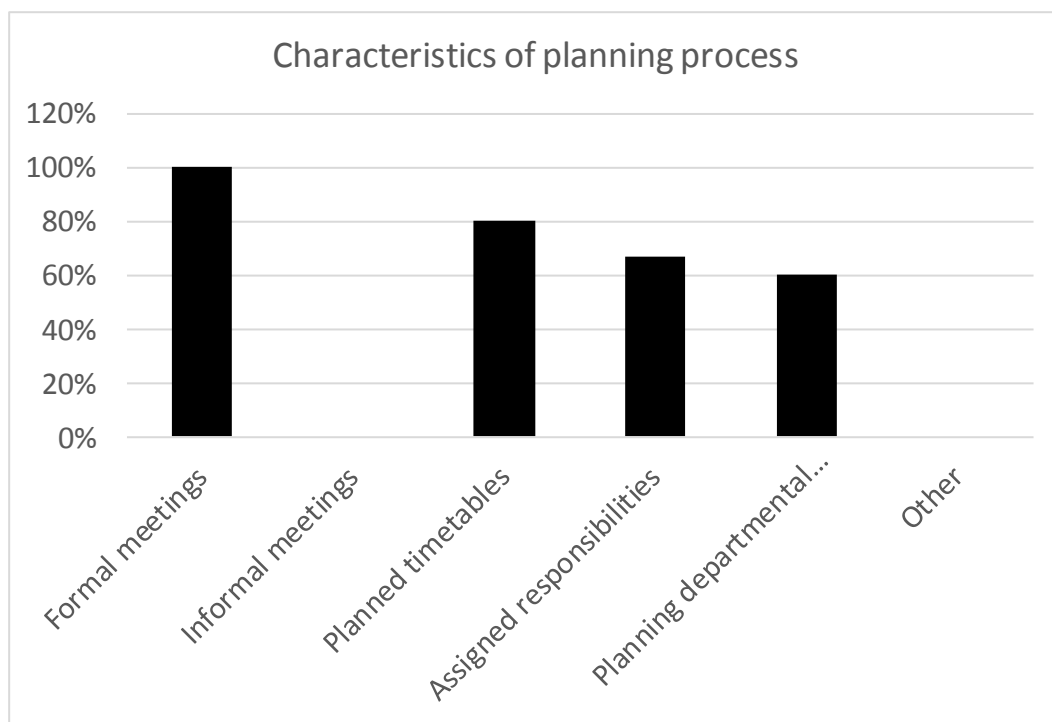 Characteristics of planning process
120%
100%
80%
60%
40%
20%
0%
Formal meetings
Informal meetings
Planned timetables
Assigned responsibilities
Planning departmental...
Other